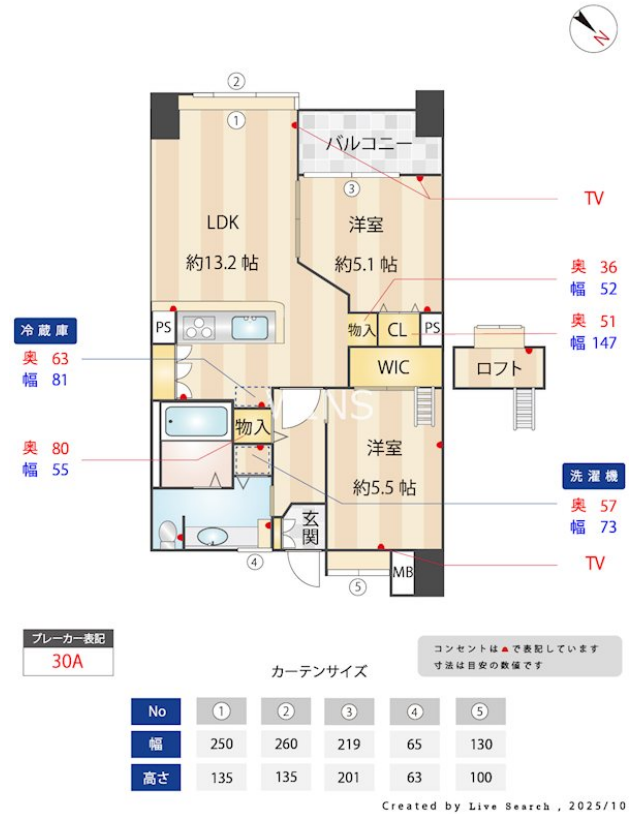 N
②
①
バルコニー
③
TV
LDK
約13.2 帖
洋室
約5.1 帖
奥 36
幅 52
奥 51
幅 147
冷蔵庫
奥 63
幅 81
PS
物入
CL
PS
WIC
ロフト
VANS
物入
奥 80
幅 55
洋室
約5.5 帖
洗濯機
奥 57
幅 73
玄関
④
⑤
MB
TV
ブレーカー表記
30A
コンセントは で表記しています
寸法は目安の数値です
カーテンサイズ
No ① ② ③ ④ ⑤
幅 250 260 219 65 130
高さ 135 135 201 63 100
Created by Live Search , 2025/10